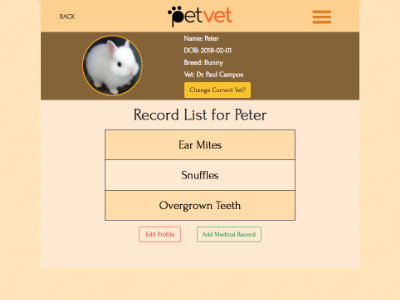 BACK
petvet
Name: Peter
DOB: 2018-02-01
Breed: Bunny
Vet: Dr. Paul Campos
Change Current Vet?
Record List for Peter
Ear Mites
Snuffles
Overgrown Teeth
Edit Profile
Add Medical Record